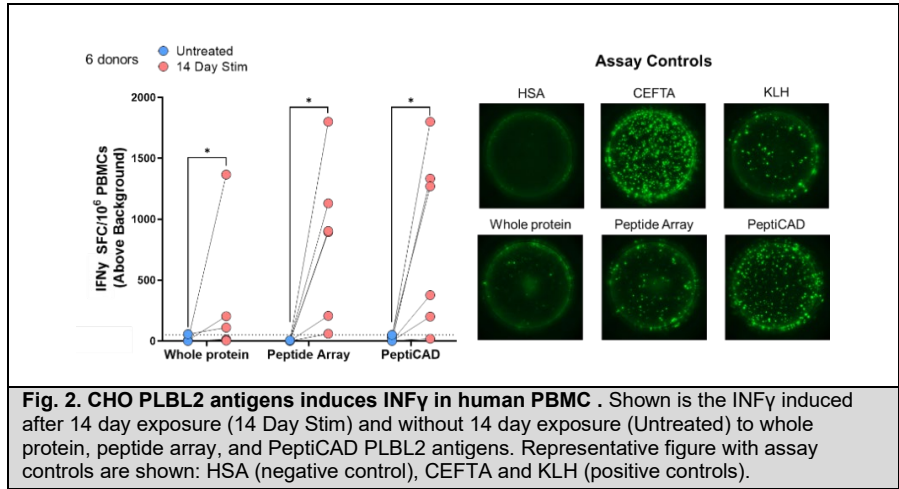 6 donors
Untreated
14 Day Stim
IFNγ SFC/10⁶ PBMCs
(Above Background)
2000
1500
1000
500
0
*
*
*
Whole protein
Peptide Array
PeptiCAD
Assay Controls
HSA
CEFTA
KLH
Whole protein
Peptide Array
PeptiCAD
Fig. 2. CHO PLBL2 antigens induces INFγ in human PBMC . Shown is the INFγ induced
after 14 day exposure (14 Day Stim) and without 14 day exposure (Untreated) to whole
protein, peptide array, and PeptiCAD PLBL2 antigens. Representative figure with assay
controls are shown: HSA (negative control), CEFTA and KLH (positive controls).